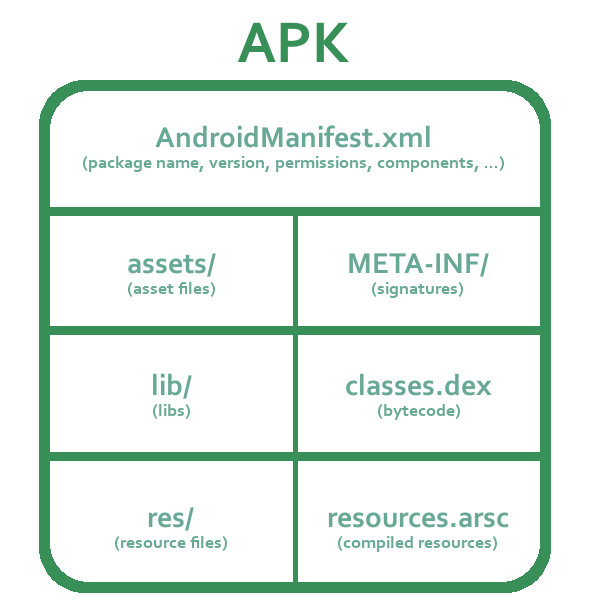 APK
AndroidManifest.xml
(package name, version, permissions, components, ...)
assets/
(asset files)
META-INF/
(signatures)
lib/
(libs)
classes.dex
(bytecode)
res/
(resource files)
resources.arsc
(compiled resources)